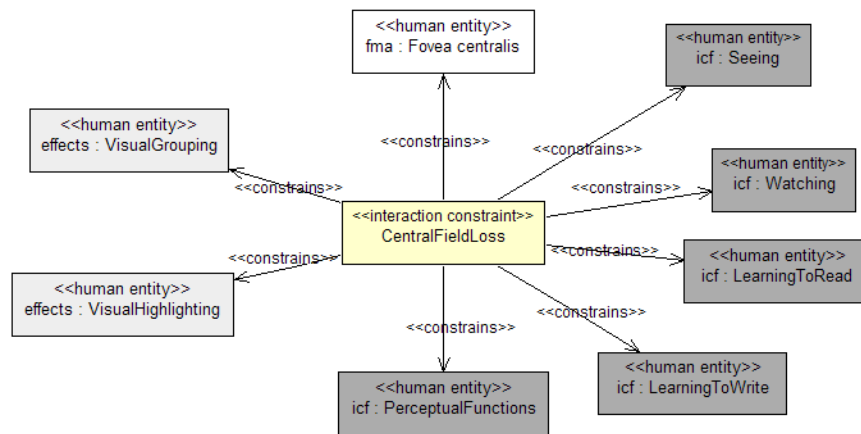 <<human entity>>
fma : Fovea centralis
<<human entity>>
icf : Seeing
<<human entity>>
effects : VisualGrouping
<<constrains>>
<<constrains>>
<<human entity>>
icf : Watching
<<constrains>>
<<constrains>>
<<interaction constraint>>
CentralFieldLoss
<<human entity>>
icf : LearningToRead
<<constrains>>
<<constrains>>
<<human entity>>
effects : VisualHighlighting
<<constrains>>
<<constrains>>
<<human entity>>
icf : LearningToWrite
<<human entity>>
icf : PerceptualFunctions